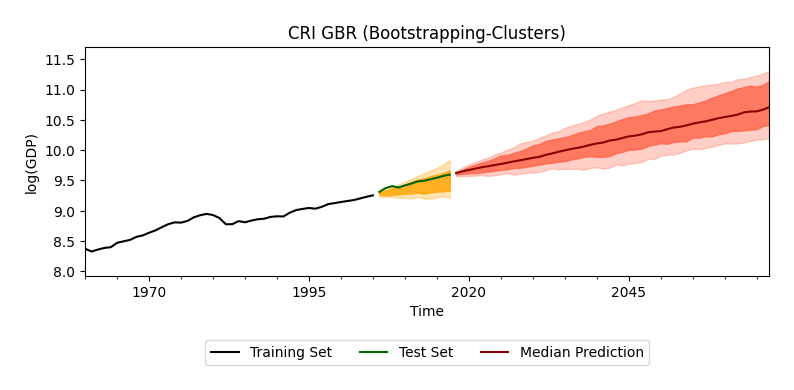 CRI GBR (Bootstrapping-Clusters)
11.5
11.0
10.5
10.0
9.5
9.0
8.5
8.0
log(GDP)
1970 1995 2020 2045
Time
Training Set Test Set Median Prediction